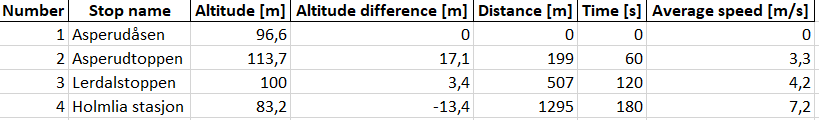 Number Stop name Altitude [m] Altitude difference [m] Distance [m] Time [s] Average speed [m/s]
1 Asperudåsen 96,6 0 0 0 0
2 Asperudtoppen 113,7 17,1 199 60 3,3
3 Lerdalstoppen 100 3,4 507 120 4,2
4 Holmlia stasjon 83,2 -13,4 1295 180 7,2